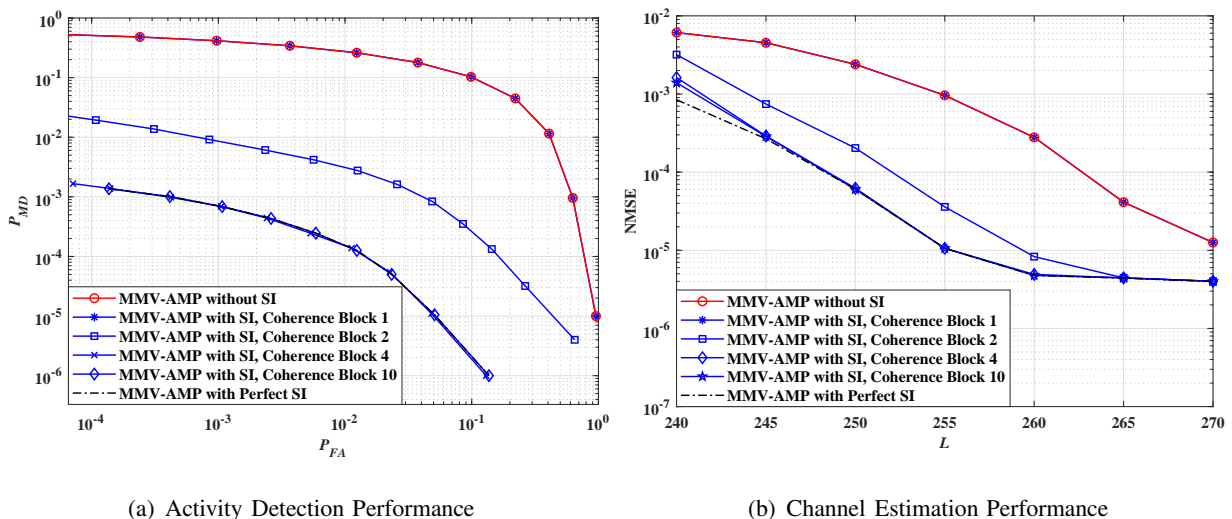 10^0
10^-1
10^-2
10^-3
10^-4
10^-5
10^-6
P_MD
10^-4
10^-3
10^-2
10^-1
10^0
P_FA
MMV-AMP without SI
MMV-AMP with SI, Coherence Block 1
MMV-AMP with SI, Coherence Block 2
MMV-AMP with SI, Coherence Block 4
MMV-AMP with SI, Coherence Block 10
MMV-AMP with Perfect SI
(a) Activity Detection Performance
10^-2
10^-3
10^-4
10^-5
10^-6
10^-7
NMSE
240
245
250
255
260
265
270
L
MMV-AMP without SI
MMV-AMP with SI, Coherence Block 1
MMV-AMP with SI, Coherence Block 2
MMV-AMP with SI, Coherence Block 4
MMV-AMP with SI, Coherence Block 10
MMV-AMP with Perfect SI
(b) Channel Estimation Performance